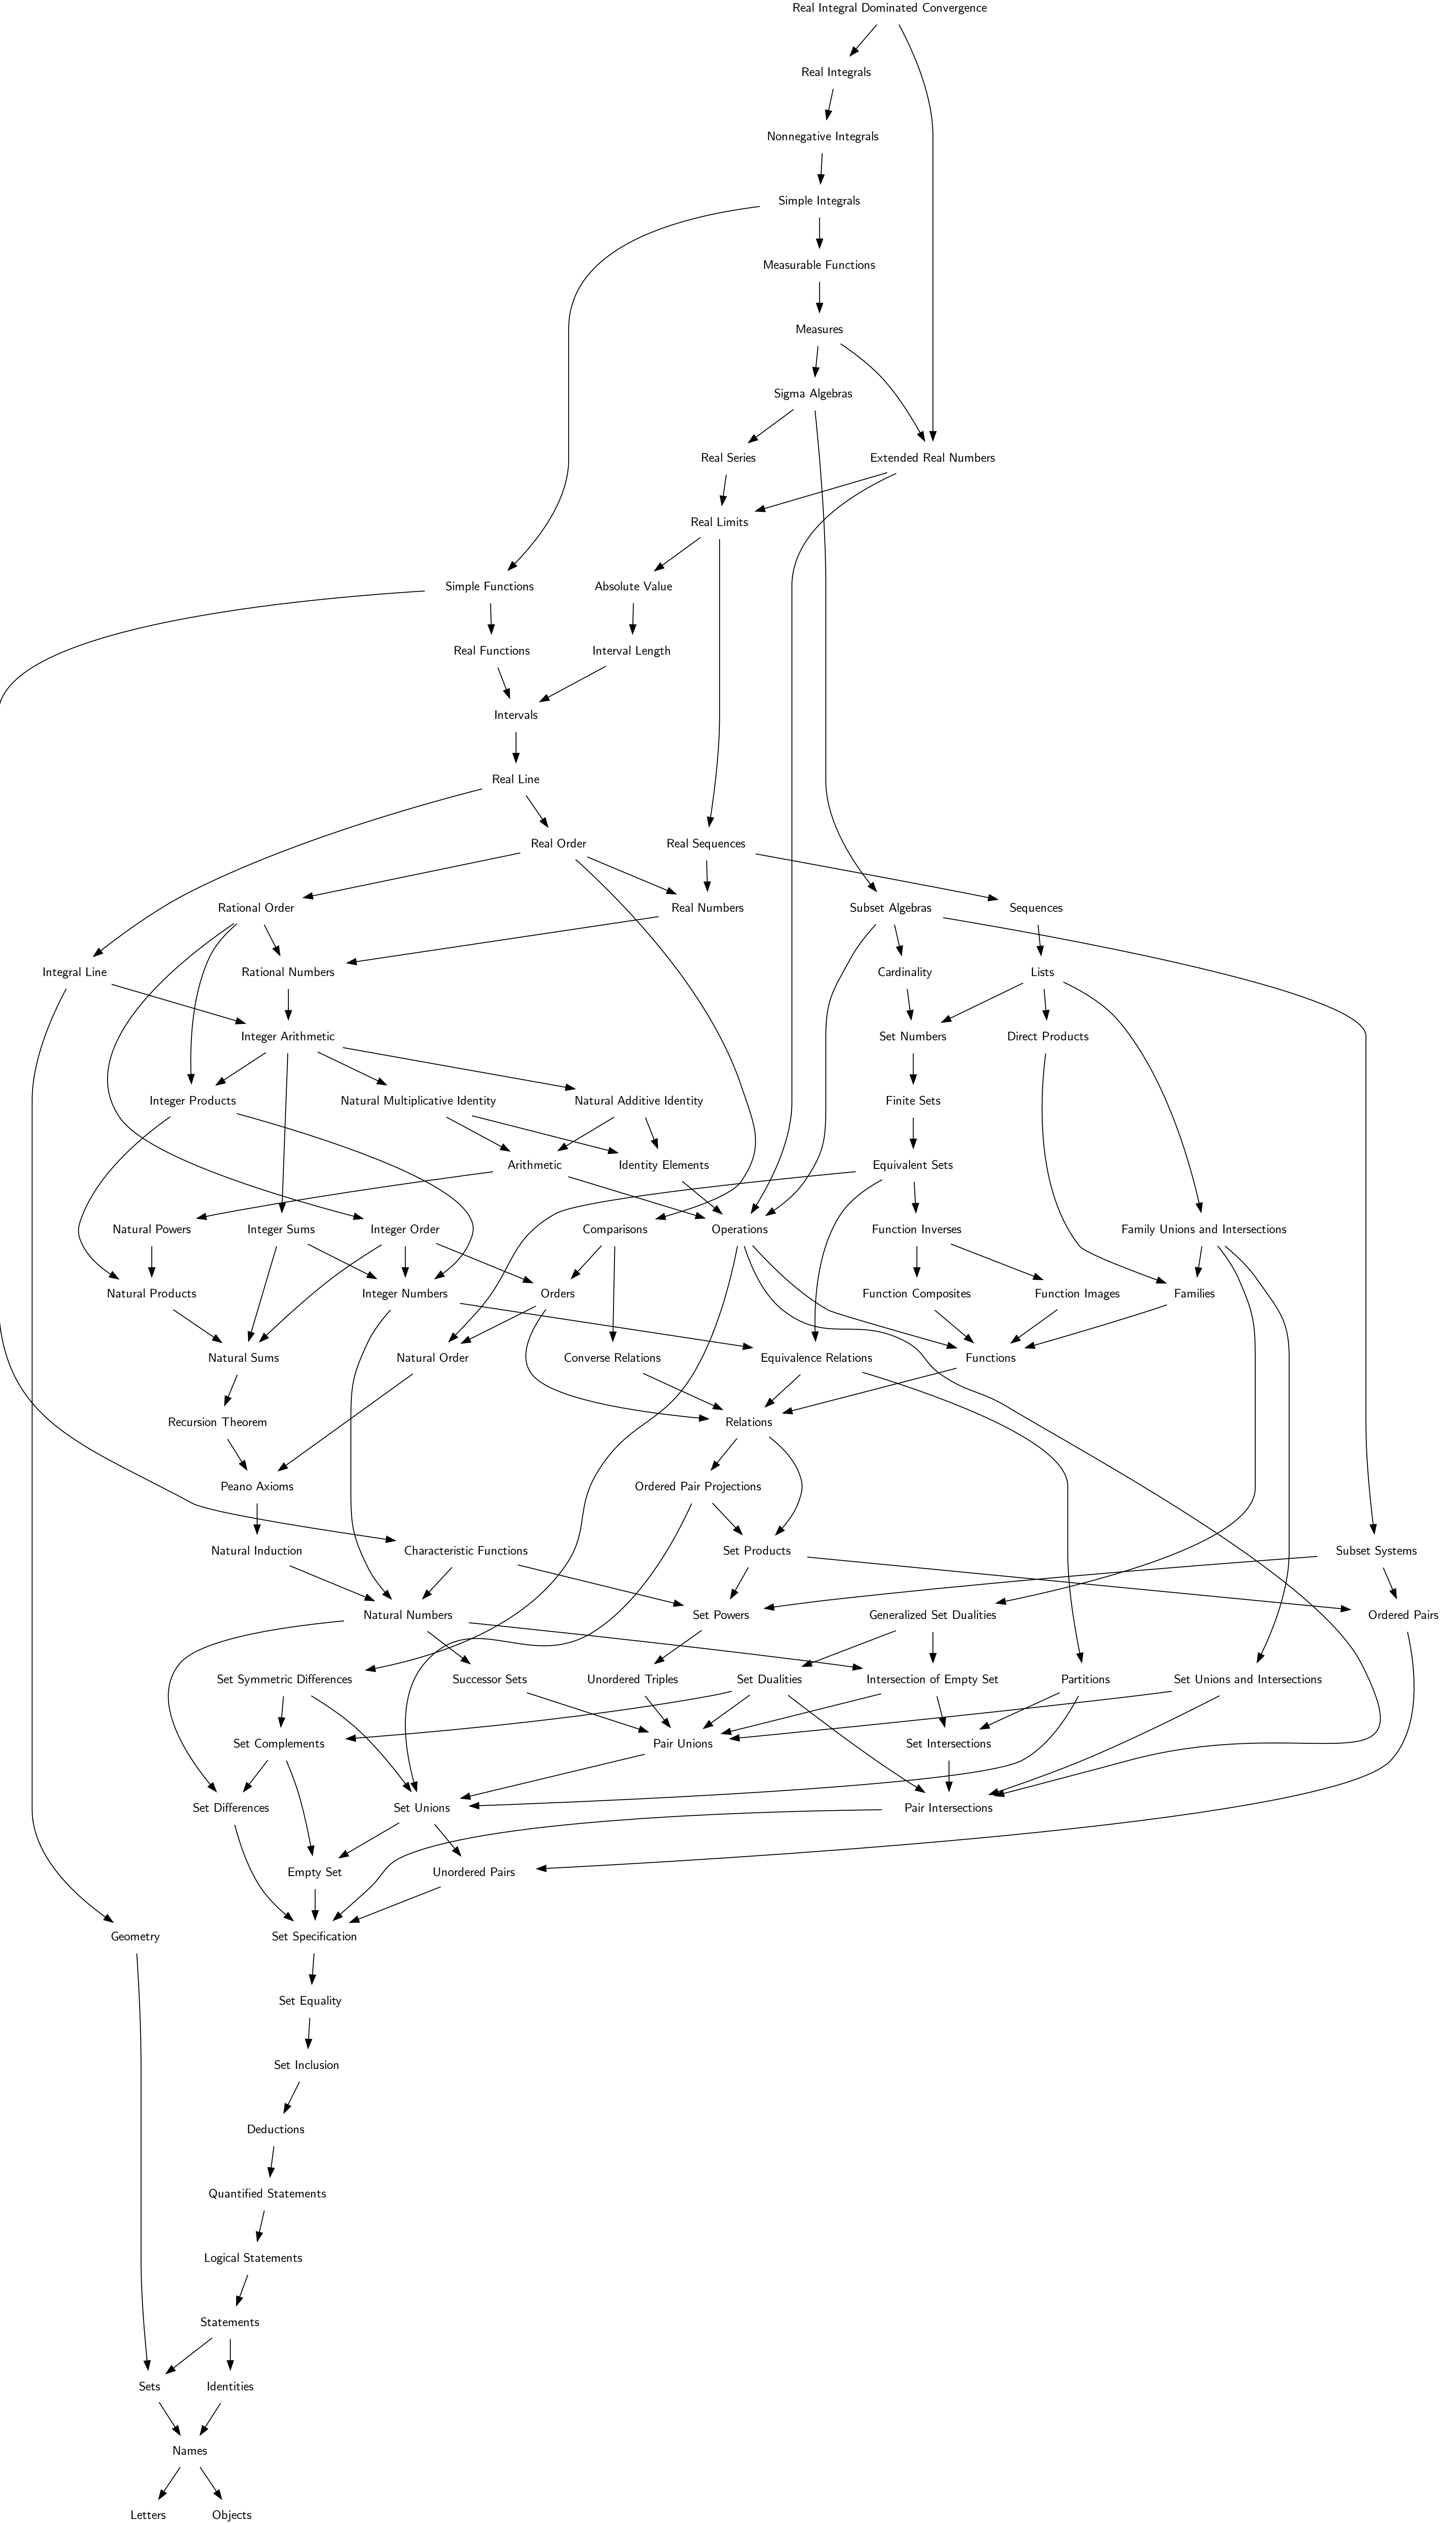 Real Integral Dominated Convergence
Real Integrals
Nonnegative Integrals
Simple Integrals
Measurable Functions
Measures
Sigma Algebras
Real Series
Extended Real Numbers
Real Limits
Simple Functions
Absolute Value
Real Functions
Interval Length
Intervals
Real Line
Real Order
Real Sequences
Rational Order
Real Numbers
Subset Algebras
Sequences
Integral Line
Rational Numbers
Cardinality
Lists
Integer Arithmetic
Set Numbers
Direct Products
Integer Products
Natural Multiplicative Identity
Natural Additive Identity
Finite Sets
Arithmetic
Identity Elements
Equivalent Sets
Natural Powers
Integer Sums
Integer Order
Comparisons
Operations
Function Inverses
Family Unions and Intersections
Natural Products
Integer Numbers
Orders
Function Composites
Function Images
Families
Natural Sums
Natural Order
Converse Relations
Equivalence Relations
Functions
Recursion Theorem
Relations
Peano Axioms
Ordered Pair Projections
Natural Induction
Characteristic Functions
Set Products
Subset Systems
Natural Numbers
Set Powers
Generalized Set Dualities
Ordered Pairs
Set Symmetric Differences
Successor Sets
Unordered Triples
Set Dualities
Intersection of Empty Set
Partitions
Set Unions and Intersections
Set Complements
Pair Unions
Set Intersections
Set Differences
Set Unions
Pair Intersections
Empty Set
Unordered Pairs
Geometry
Set Specification
Set Equality
Set Inclusion
Deductions
Quantified Statements
Logical Statements
Statements
Sets
Identities
Names
Letters
Objects